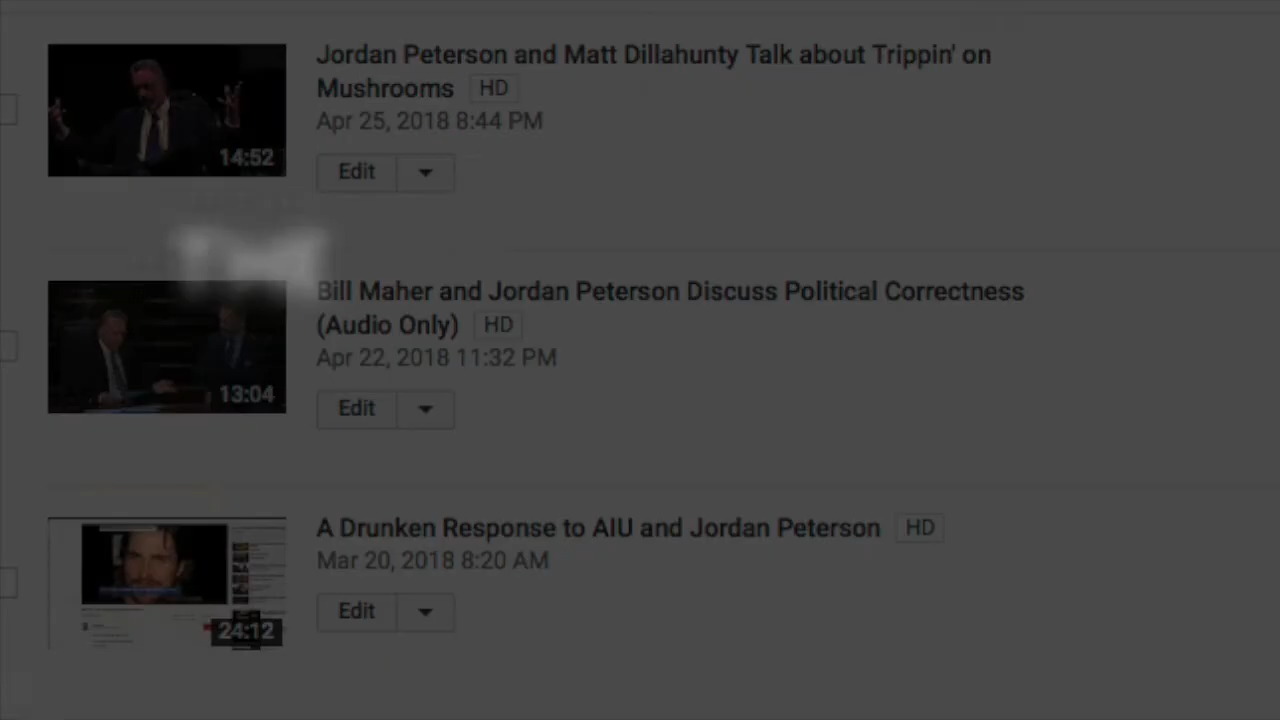 Jordan Peterson and Matt Dillahunty Talk about Trippin' on
Mushrooms HD
Apr 25, 2018 8:44 PM
14:52
Edit
Bill Maher and Jordan Peterson Discuss Political Correctness
(Audio Only) HD
Apr 22, 2018 11:32 PM
13:04
Edit
A Drunken Response to AIU and Jordan Peterson HD
Mar 20, 2018 8:20 AM
24:12
Edit